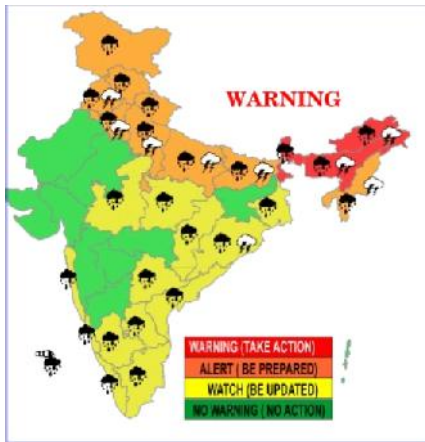 WARNING
WARNING (TAKE ACTION)
ALERT ( BE PREPARED)
WATCH (BE UPDATED)
NO WARNING ( NO ACTION)